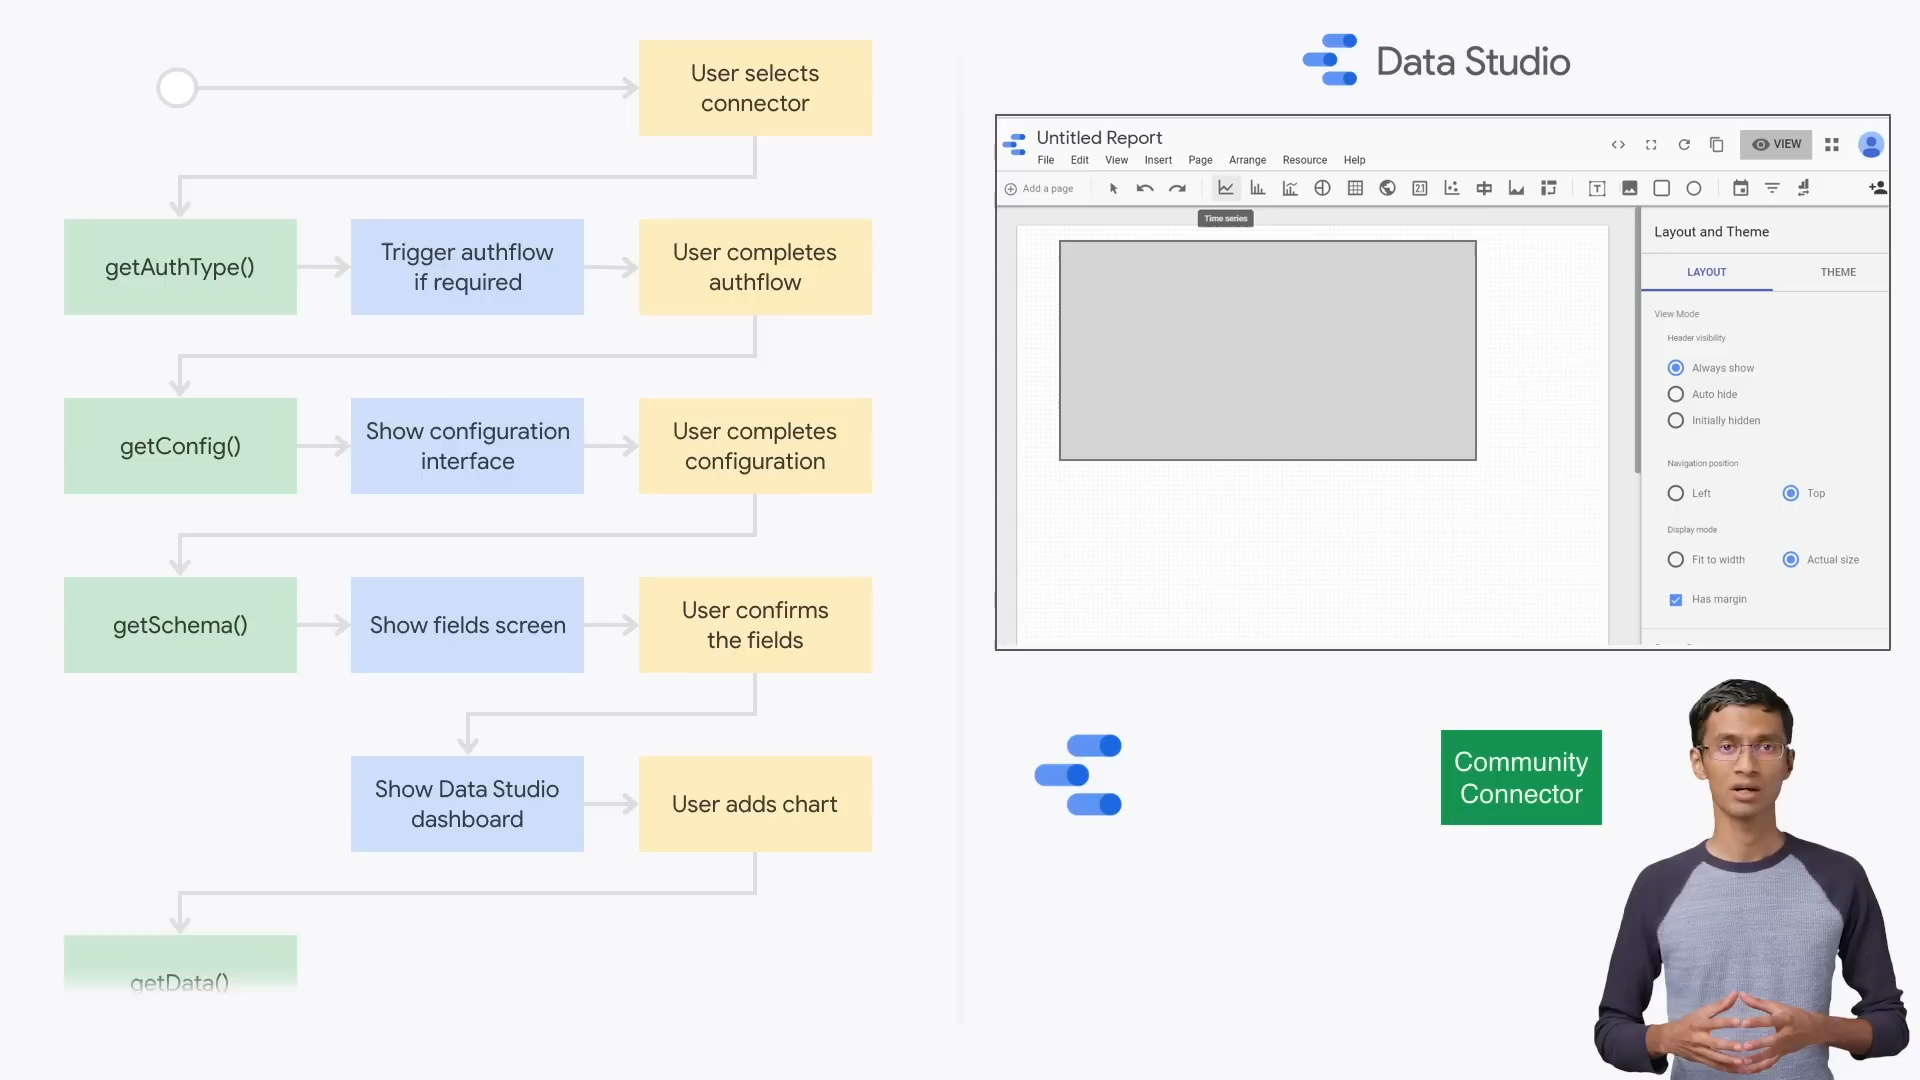 User selects
connector
getAuthType()
Trigger authflow
if required
User completes
authflow
getConfig()
Show configuration
interface
User completes
configuration
getSchema()
Show fields screen
User confirms
the fields
Show Data Studio
dashboard
User adds chart
getData()
Data Studio
Untitled Report
File Edit View Insert Page Arrange Resource Help
VIEW
Add a page
Time series
Layout and Theme
LAYOUT THEME
View Mode
Header visibility
Always show
Auto hide
Initially hidden
Navigation position
Left Top
Display mode
Fit to width Actual size
Has margin
Community
Connector